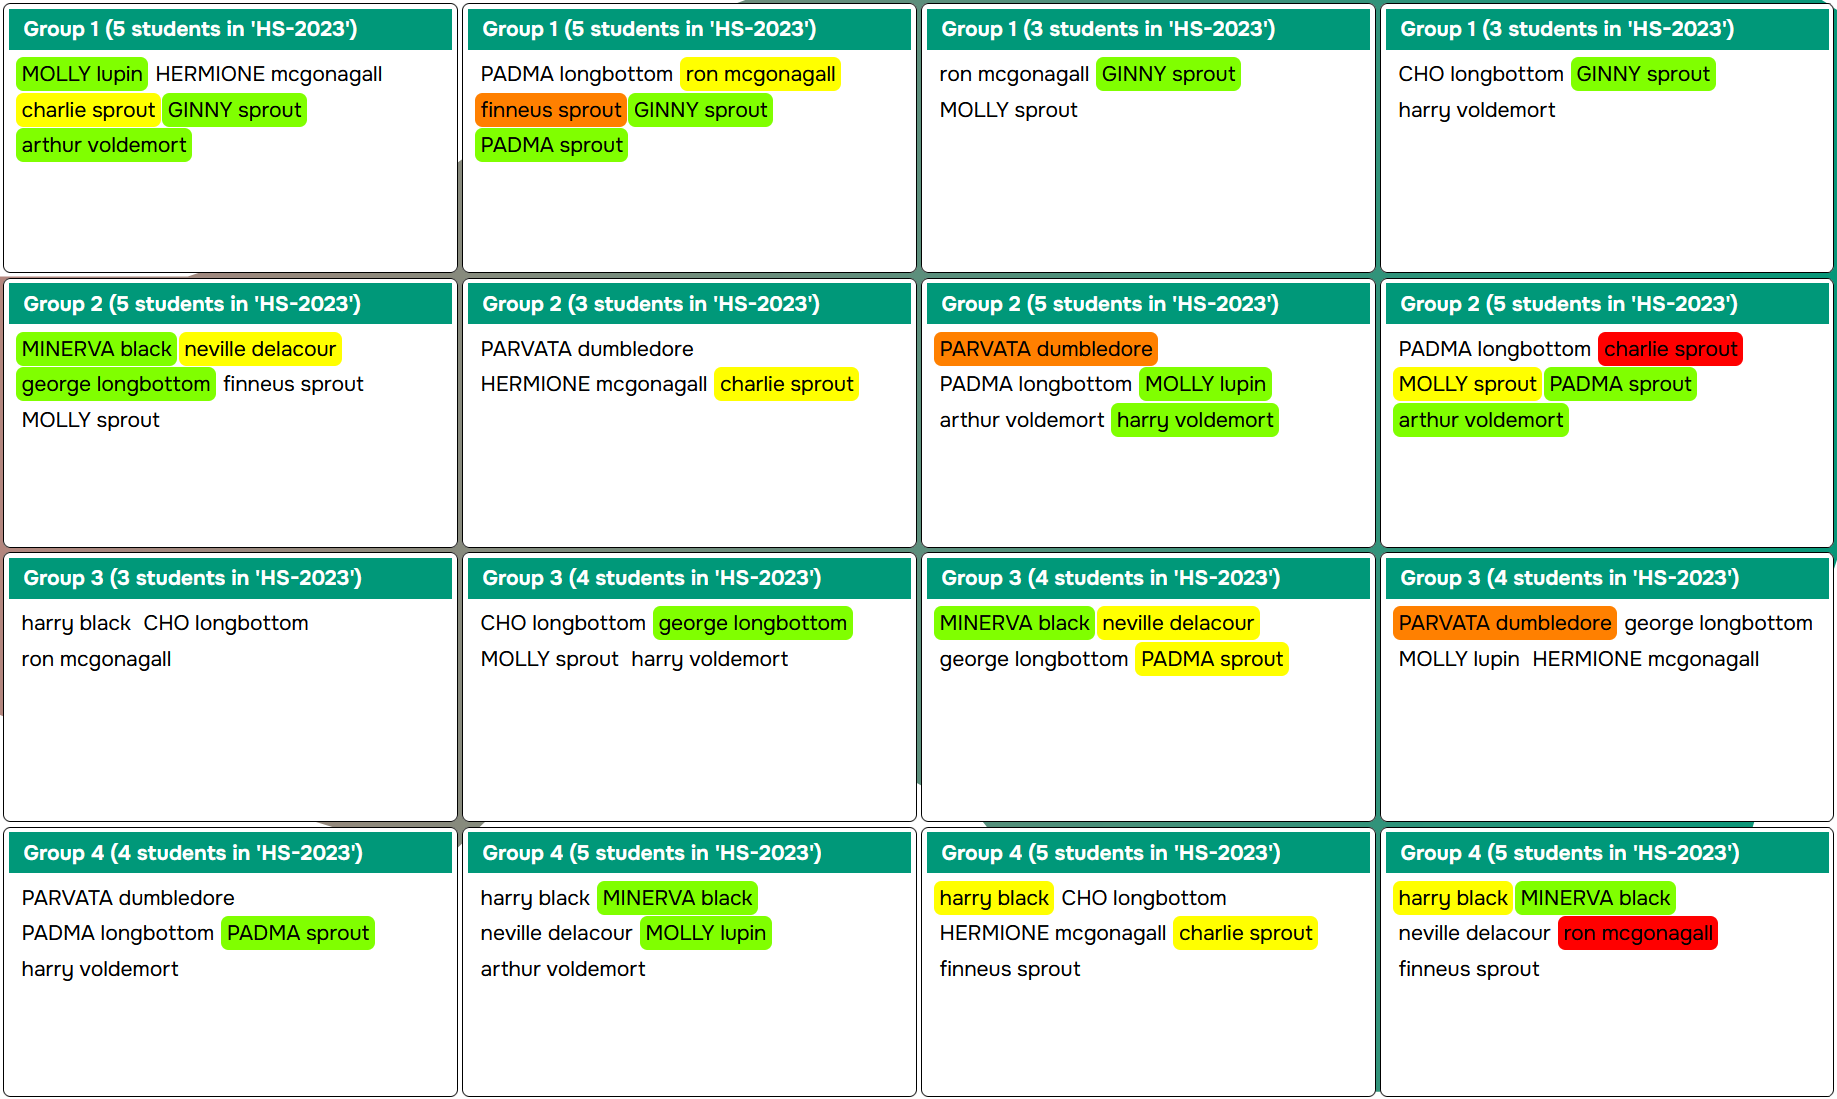 Group 1 (5 students in 'HS-2023')
MOLLY lupin HERMIONE mcgonagall
charlie sprout GINNY sprout
arthur voldemort
Group 1 (5 students in 'HS-2023')
PADMA longbottom ron mcgonagall
finneus sprout GINNY sprout
PADMA sprout
Group 1 (3 students in 'HS-2023')
ron mcgonagall GINNY sprout
MOLLY sprout
Group 1 (3 students in 'HS-2023')
CHO longbottom GINNY sprout
harry voldemort
Group 2 (5 students in 'HS-2023')
MINERVA black neville delacour
george longbottom finneus sprout
MOLLY sprout
Group 2 (3 students in 'HS-2023')
PARVATA dumbledore
HERMIONE mcgonagall charlie sprout
Group 2 (5 students in 'HS-2023')
PARVATA dumbledore
PADMA longbottom MOLLY lupin
arthur voldemort harry voldemort
Group 2 (5 students in 'HS-2023')
PADMA longbottom charlie sprout
MOLLY sprout PADMA sprout
arthur voldemort
Group 3 (3 students in 'HS-2023')
harry black CHO longbottom
ron mcgonagall
Group 3 (4 students in 'HS-2023')
CHO longbottom george longbottom
MOLLY sprout harry voldemort
Group 3 (4 students in 'HS-2023')
MINERVA black neville delacour
george longbottom PADMA sprout
Group 3 (4 students in 'HS-2023')
PARVATA dumbledore george longbottom
MOLLY lupin HERMIONE mcgonagall
Group 4 (4 students in 'HS-2023')
PARVATA dumbledore
PADMA longbottom PADMA sprout
harry voldemort
Group 4 (5 students in 'HS-2023')
harry black MINERVA black
neville delacour MOLLY lupin
arthur voldemort
Group 4 (5 students in 'HS-2023')
harry black CHO longbottom
HERMIONE mcgonagall charlie sprout
finneus sprout
Group 4 (5 students in 'HS-2023')
harry black MINERVA black
neville delacour ron mcgonagall
finneus sprout